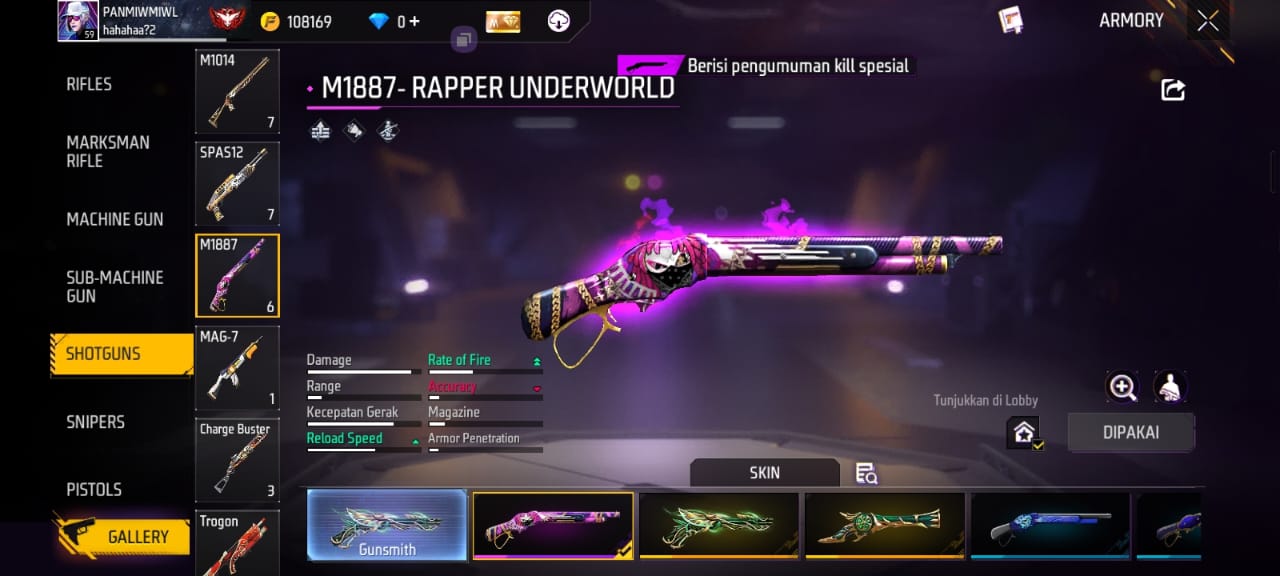 PANMIWMIWL
59
hahahaa?2
108169
0 +
ARMORY
RIFLES
MARKSMAN
RIFLE
MACHINE GUN
SUB-MACHINE
GUN
SHOTGUNS
SNIPERS
PISTOLS
GALLERY
M1014
7
SPAS12
7
M1887
6
MAG-7
1
Charge Buster
3
Trogon
Berisi pengumuman kill spesial
M1887- RAPPER UNDERWORLD
Damage
Rate of Fire
Range
Accuracy
Kecepatan Gerak
Magazine
Reload Speed
Armor Penetration
Tunjukkan di Lobby
DIPAKAI
SKIN
Gunsmith